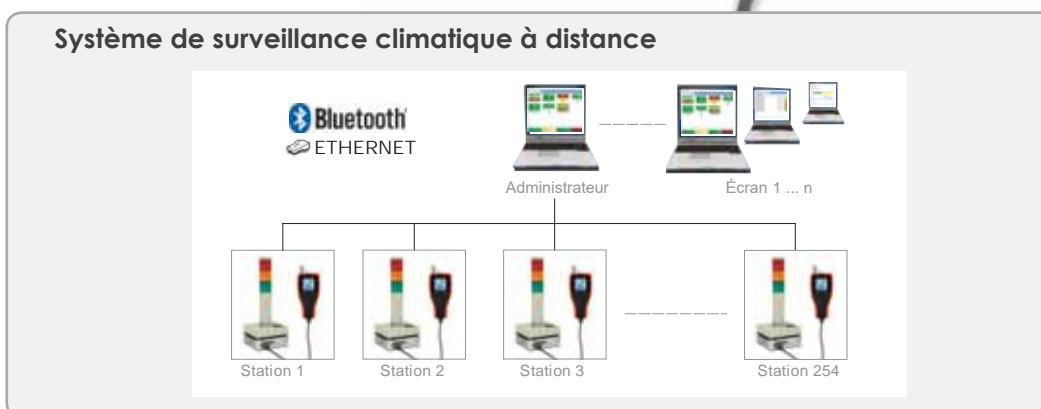 Système de surveillance climatique à distance
Bluetooth
ETHERNET
Administrateur
Écran 1 ... n
Station 1
Station 2
Station 3
Station 254